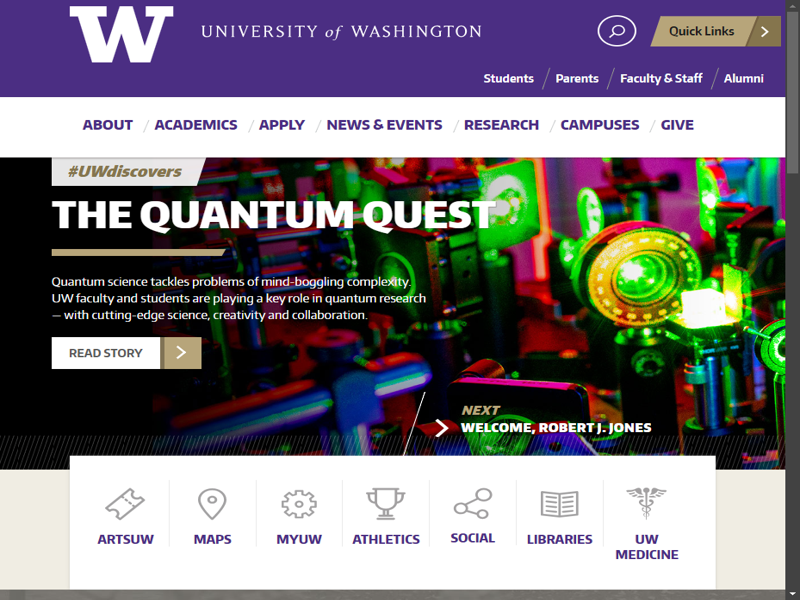 W
UNIVERSITY of WASHINGTON
Quick Links
Students
Parents
Faculty & Staff
Alumni
ABOUT
ACADEMICS
APPLY
NEWS & EVENTS
RESEARCH
CAMPUSES
GIVE
#UWdiscovers
THE QUANTUM QUEST
Quantum science tackles problems of mind-boggling complexity.
UW faculty and students are playing a key role in quantum research
— with cutting-edge science, creativity and collaboration.
READ STORY
NEXT
WELCOME, ROBERT J. JONES
ARTSUW
MAPS
MYUW
ATHLETICS
SOCIAL
LIBRARIES
UW
MEDICINE